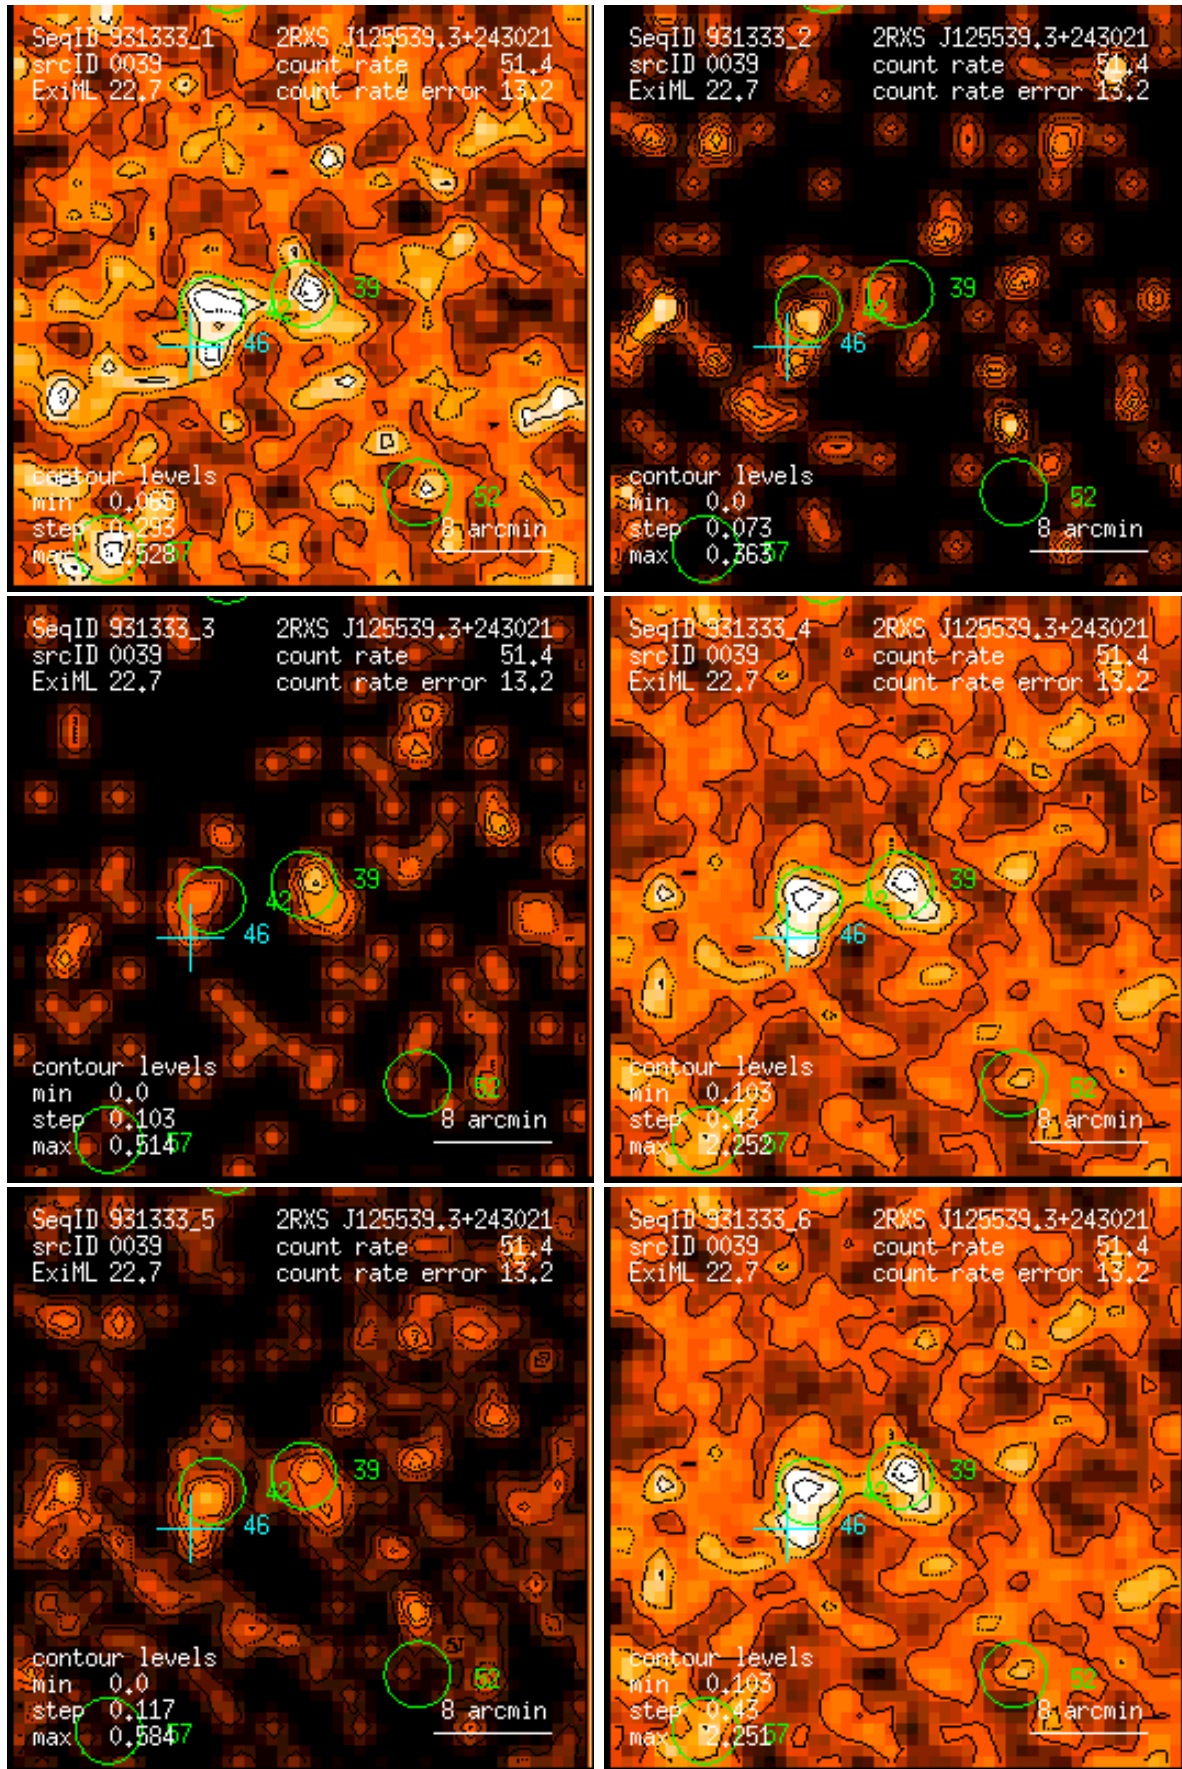 SeqID 931333_1 2RXS J125539.3+243021
srcID 0039 count rate 51.4
ExiML 22.7 count rate error 13.2
39
42
46
contour levels
min 0.065
52
step 0.293
8 arcmin
max .528
57
SeqID 931333_2 2RXS J125539.3+243021
srcID 0039 count rate 51.4
ExiML 22.7 count rate error 13.2
39
42
46
contour levels
min 0.0
52
step 0.073
8 arcmin
max 0.363
57
SeqID 931333_3 2RXS J125539.3+243021
srcID 0039 count rate 51.4
ExiML 22.7 count rate error 13.2
39
42
46
contour levels
min 0.0
52
step 0.103
8 arcmin
max 0.514
57
SeqID 931333_4 2RXS J125539.3+243021
srcID 0039 count rate 51.4
ExiML 22.7 count rate error 13.2
39
42
46
contour levels
min 0.103
52
step 0.43
8 arcmin
max 2.252
57
SeqID 931333_5 2RXS J125539.3+243021
srcID 0039 count rate 51.4
ExiML 22.7 count rate error 13.2
39
42
46
contour levels
min 0.0
52
step 0.117
8 arcmin
max 0.584
57
SeqID 931333_6 2RXS J125539.3+243021
srcID 0039 count rate 51.4
ExiML 22.7 count rate error 13.2
39
42
46
contour levels
min 0.103
52
step 0.43
8 arcmin
max 2.251
57